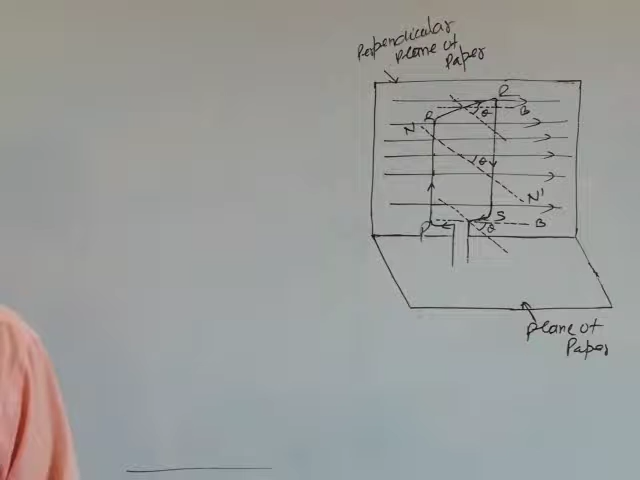 Perpendicular
plane of
Paper
R
θ
B
Q
N
θ
N'
S
P
θ
B
plane of
Paper